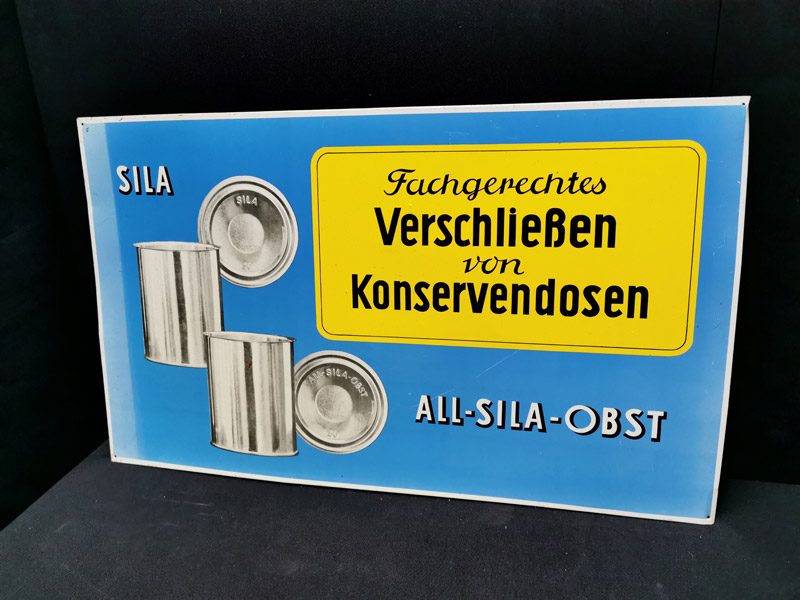 SILA
SILA
Fachgerechtes
Verschließen
von
Konservendosen
ALL-SILA-OBST
ALL-SILA-OBST